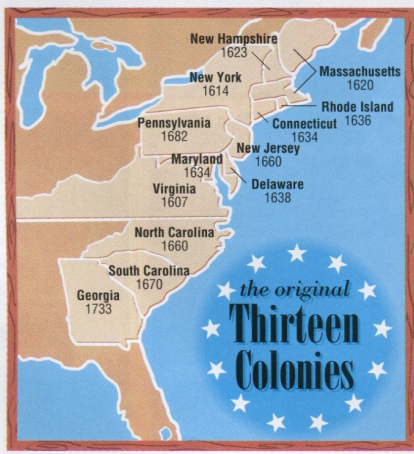 New Hampshire
1623
Massachusetts
1620
New York
1614
Rhode Island
1636
Connecticut
1634
Pennsylvania
1682
New Jersey
1660
Maryland
1634
Delaware
1638
Virginia
1607
North Carolina
1660
South Carolina
1670
Georgia
1733
the original
Thirteen
Colonies